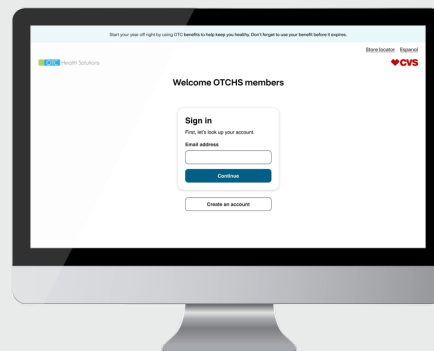 Start your year off right by using OTC benefits to help keep you healthy. Don't forget to use your benefit before it expires.
Store locator Espanol
OTC Health Solutions
CVS
Welcome OTCHS members
Sign in
First, let's look up your account.
Email address
Continue
Create an account